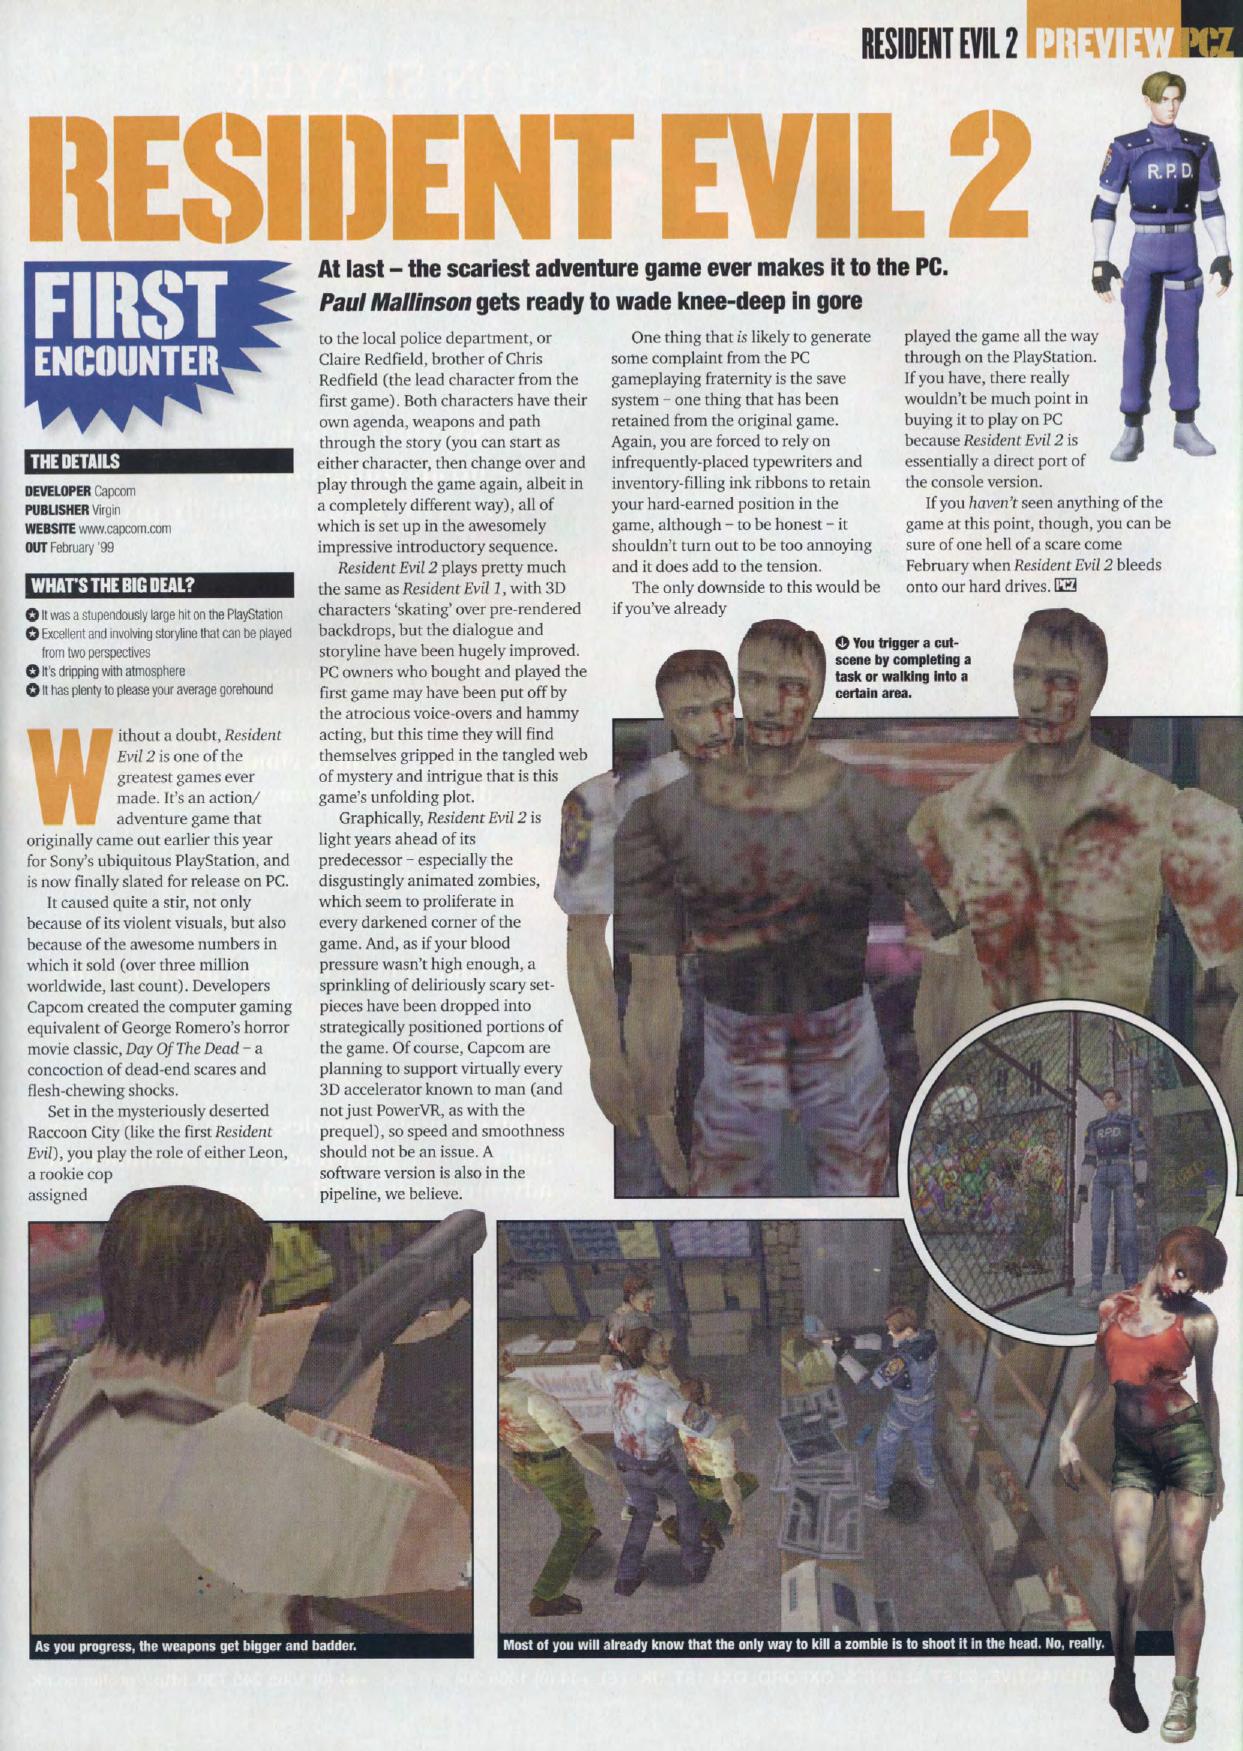 RESIDENT EVIL 2 PREVIEW PCZ
RESIDENT EVIL 2
R.P.D.
FIRST
ENCOUNTER
At last – the scariest adventure game ever makes it to the PC.
Paul Mallinson gets ready to wade knee-deep in gore
THE DETAILS
DEVELOPER Capcom
PUBLISHER Virgin
WEBSITE www.capcom.com
OUT February '99
WHAT'S THE BIG DEAL?
It was a stupendously large hit on the PlayStation
Excellent and involving storyline that can be played
from two perspectives
It's dripping with atmosphere
It has plenty to please your average gorehound
Without a doubt, Resident
Evil 2 is one of the
greatest games ever
made. It's an action/
adventure game that
originally came out earlier this year
for Sony's ubiquitous PlayStation, and
is now finally slated for release on PC.
It caused quite a stir, not only
because of its violent visuals, but also
because of the awesome numbers in
which it sold (over three million
worldwide, last count). Developers
Capcom created the computer gaming
equivalent of George Romero's horror
movie classic, Day Of The Dead – a
concoction of dead-end scares and
flesh-chewing shocks.
Set in the mysteriously deserted
Raccoon City (like the first Resident
Evil), you play the role of either Leon,
a rookie cop
assigned
to the local police department, or
Claire Redfield, brother of Chris
Redfield (the lead character from the
first game). Both characters have their
own agenda, weapons and path
through the story (you can start as
either character, then change over and
play through the game again, albeit in
a completely different way), all of
which is set up in the awesomely
impressive introductory sequence.
Resident Evil 2 plays pretty much
the same as Resident Evil 1, with 3D
characters 'skating' over pre-rendered
backdrops, but the dialogue and
storyline have been hugely improved.
PC owners who bought and played the
first game may have been put off by
the atrocious voice-overs and hammy
acting, but this time they will find
themselves gripped in the tangled web
of mystery and intrigue that is this
game's unfolding plot.
Graphically, Resident Evil 2 is
light years ahead of its
predecessor – especially the
disgustingly animated zombies,
which seem to proliferate in
every darkened corner of the
game. And, as if your blood
pressure wasn't high enough, a
sprinkling of deliriously scary set-
pieces have been dropped into
strategically positioned portions of
the game. Of course, Capcom are
planning to support virtually every
3D accelerator known to man (and
not just PowerVR, as with the
prequel), so speed and smoothness
should not be an issue. A
software version is also in the
pipeline, we believe.
One thing that is likely to generate
some complaint from the PC
gameplaying fraternity is the save
system – one thing that has been
retained from the original game.
Again, you are forced to rely on
infrequently-placed typewriters and
inventory-filling ink ribbons to retain
your hard-earned position in the
game, although – to be honest – it
shouldn't turn out to be too annoying
and it does add to the tension.
The only downside to this would be
if you've already
played the game all the way
through on the PlayStation.
If you have, there really
wouldn't be much point in
buying it to play on PC
because Resident Evil 2 is
essentially a direct port of
the console version.
If you haven't seen anything of the
game at this point, though, you can be
sure of one hell of a scare come
February when Resident Evil 2 bleeds
onto our hard drives. PCZ
You trigger a cut-
scene by completing a
task or walking into a
certain area.
RPD
As you progress, the weapons get bigger and badder.
Most of you will already know that the only way to kill a zombie is to shoot it in the head. No, really.